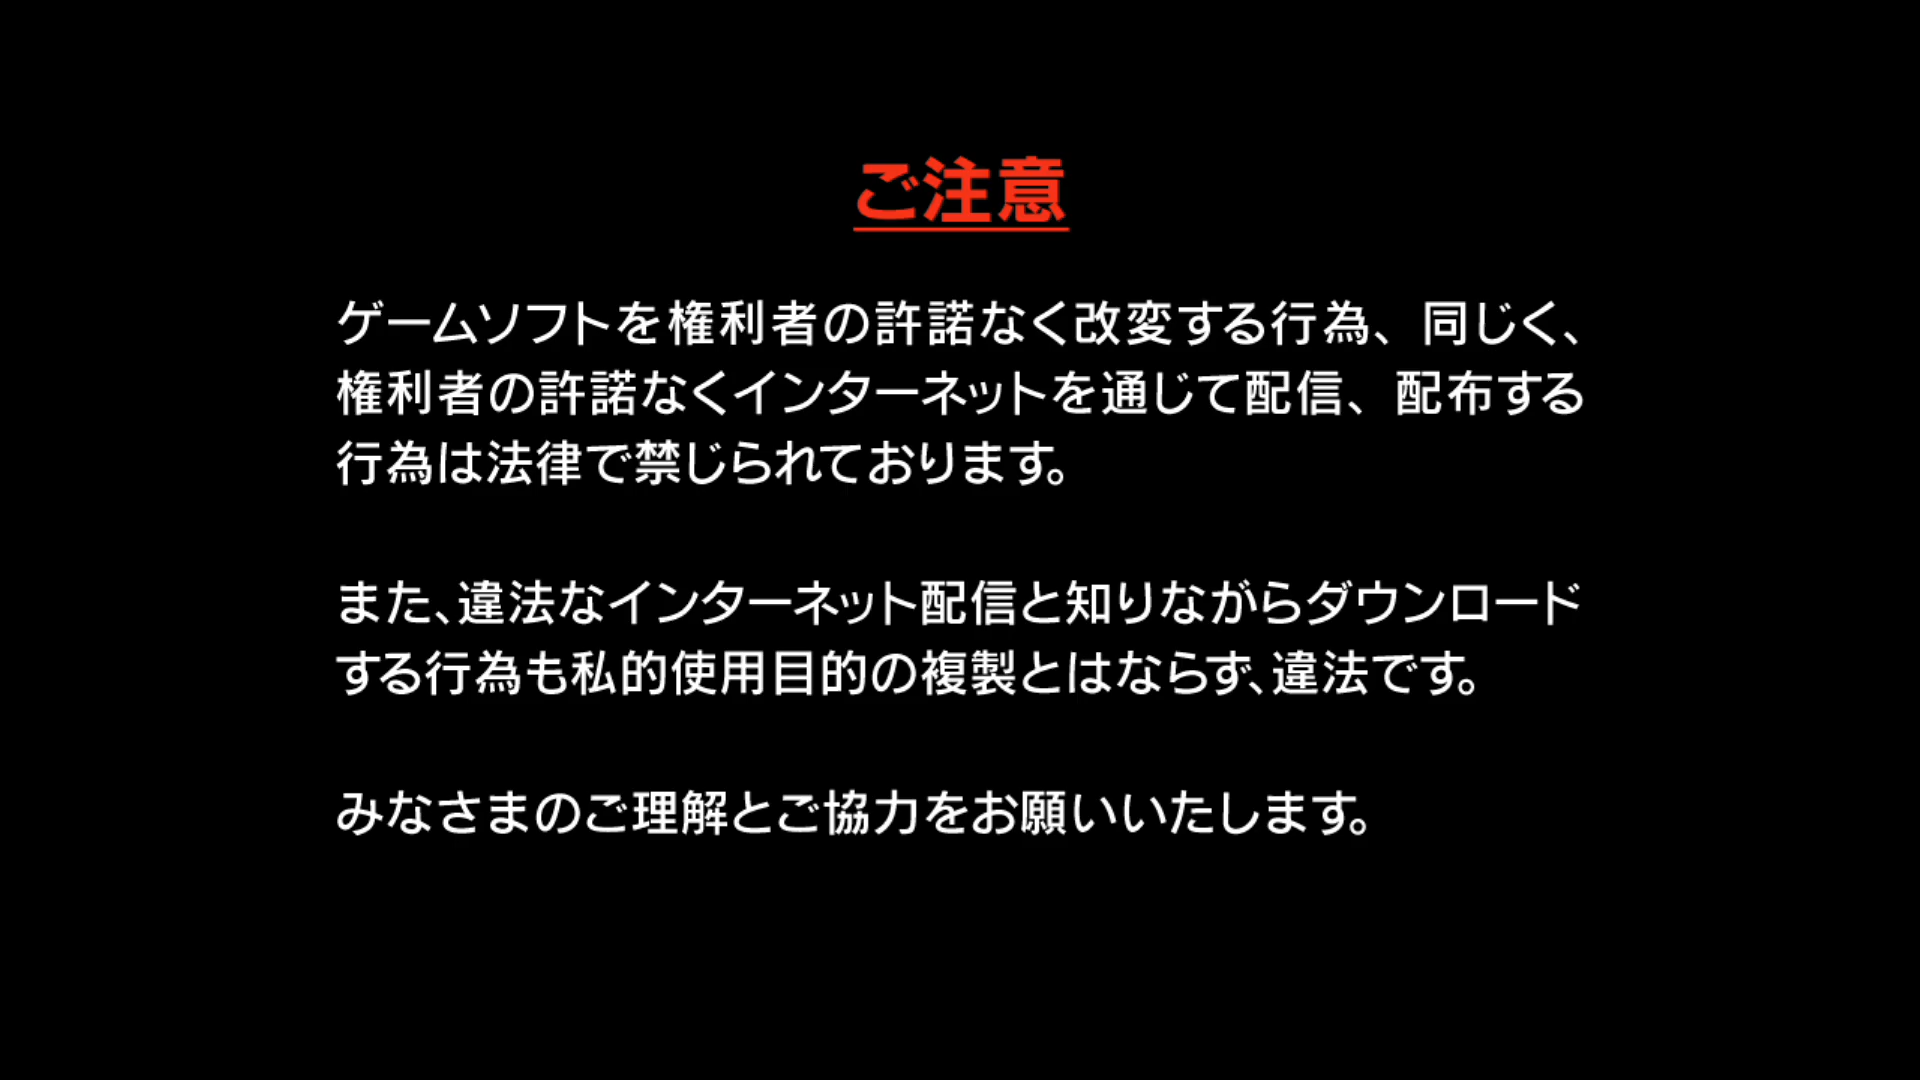 ご注意
ゲームソフトを権利者の許諾なく改変する行為、同じく、
権利者の許諾なくインターネットを通じて配信、配布する
行為は法律で禁じられております。
また、違法なインターネット配信と知りながらダウンロード
する行為も私的使用目的の複製とはならず、違法です。
みなさまのご理解とご協力をお願いいたします。